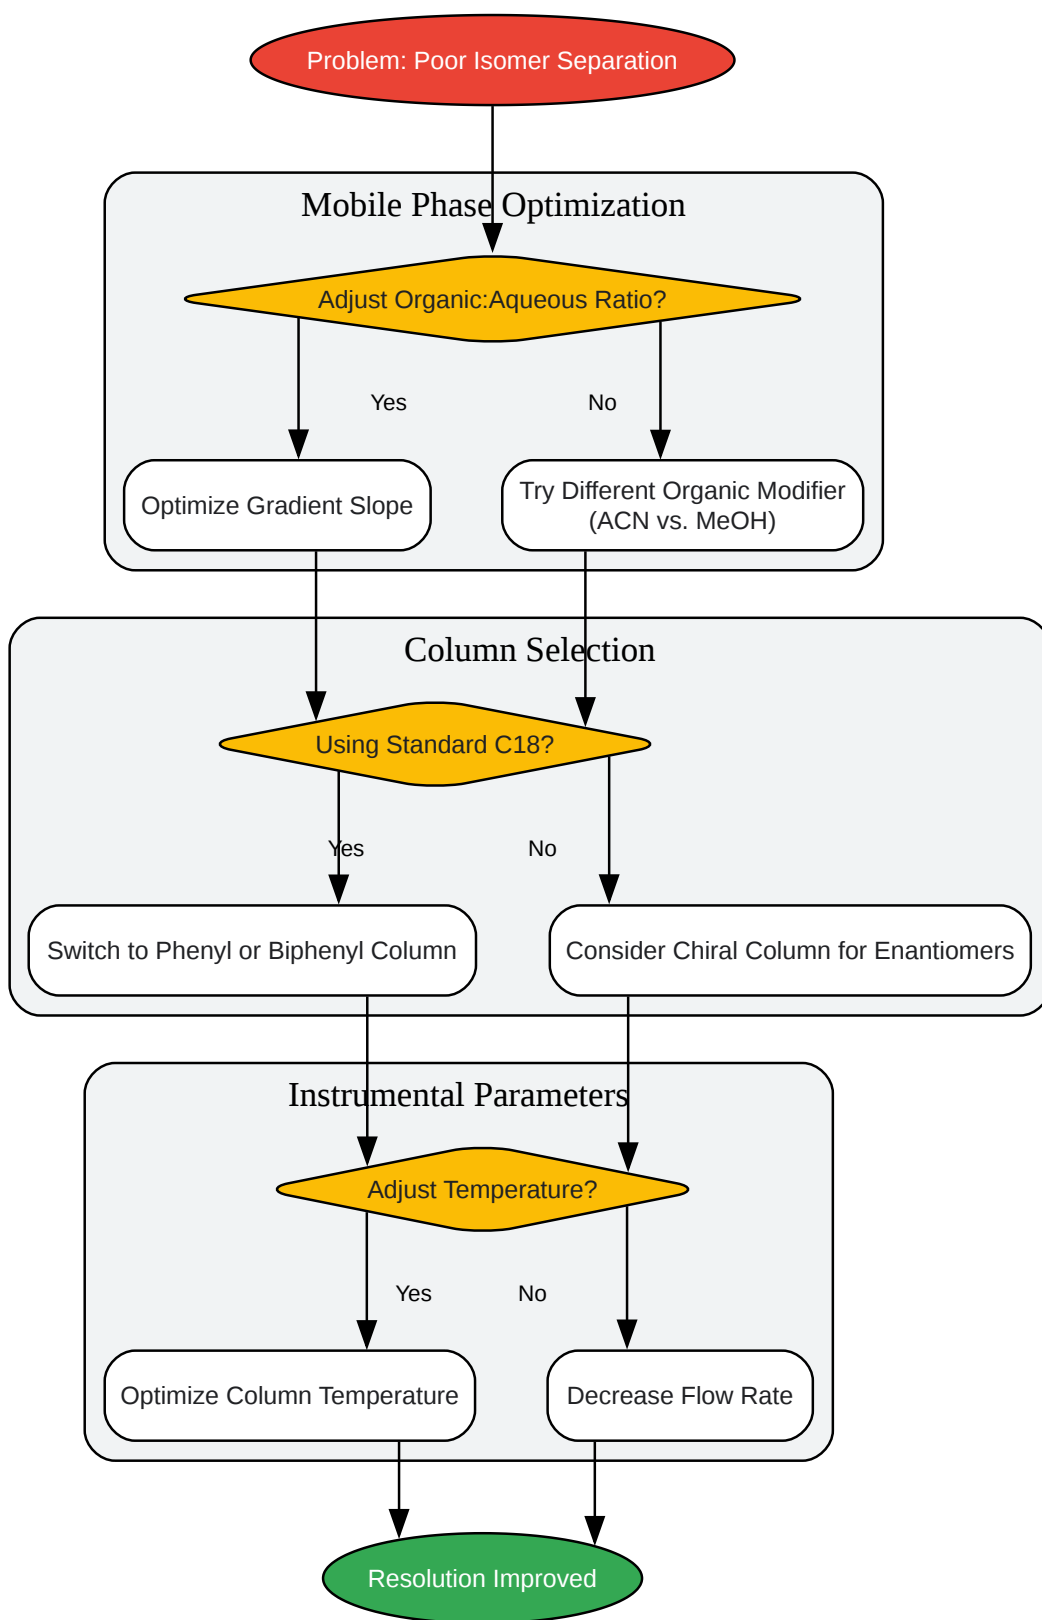 Problem: Poor Isomer Separation
Mobile Phase Optimization
Adjust Organic:Aqueous Ratio?
Yes
No
Optimize Gradient Slope
Try Different Organic Modifier
(ACN vs. MeOH)
Column Selection
Using Standard C18?
Yes
No
Switch to Phenyl or Biphenyl Column
Consider Chiral Column for Enantiomers
Instrumental Parameters
Adjust Temperature?
Yes
No
Optimize Column Temperature
Decrease Flow Rate
Resolution Improved